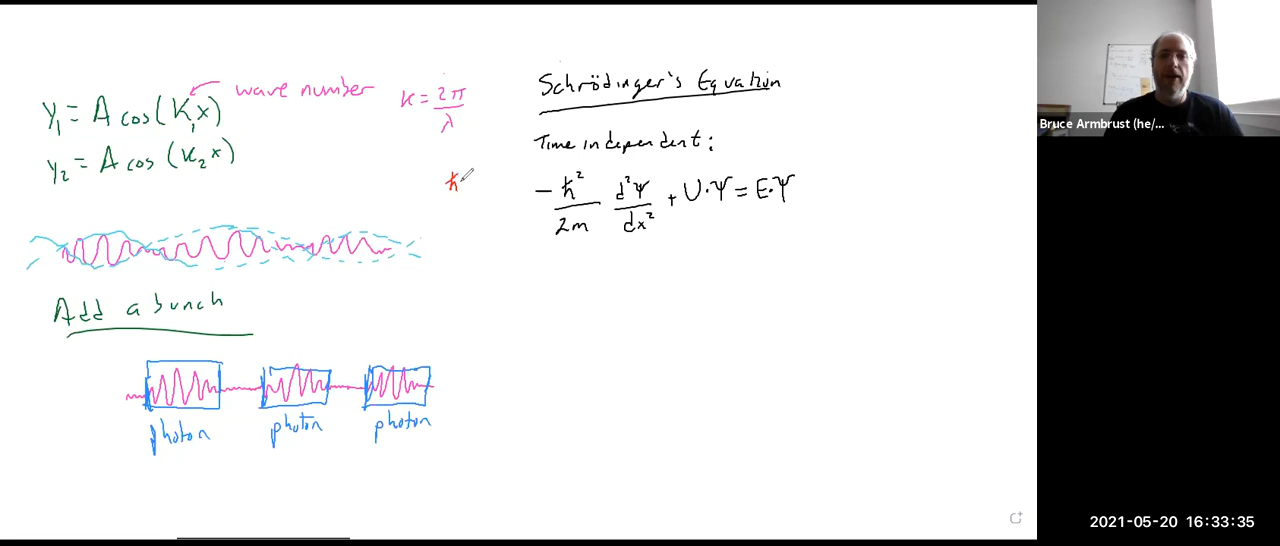 y₁ = A cos(K₁x)
wave number
K = 2π/λ
y₂ = A cos(K₂x)
ħ
Add a bunch
photon
photon
photon
Schrödinger's Equation
Time independent:
-ħ²/2m d²Ψ/dx² + U·Ψ = E·Ψ
Bruce Armbrust (he/...
2021-05-20 16:33:35